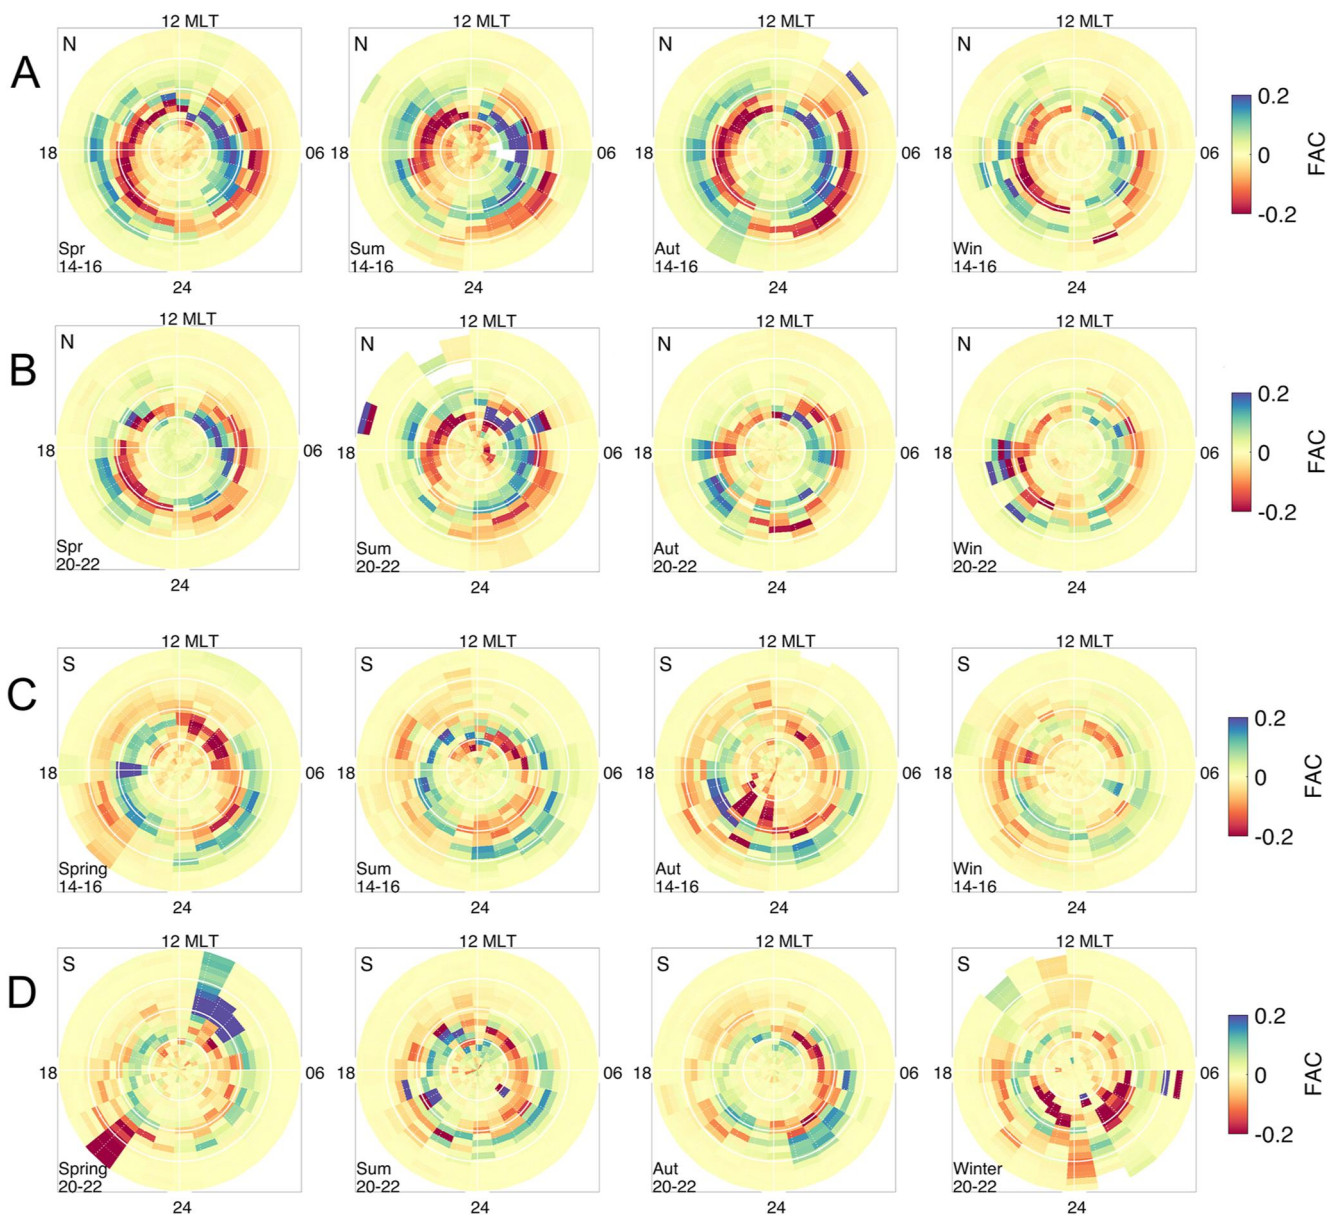 12 MLT 12 MLT 12 MLT 12 MLT
A N N N N
0.2
18 06 18 06 18 06 18 06 0 FAC
-0.2
Spr Sum Aut Win
14-16 14-16 14-16 14-16
24 24 24 24
12 MLT 12 MLT 12 MLT 12 MLT
B N N N N
0.2
18 06 18 06 18 06 18 06 0 FAC
-0.2
Spr Sum Aut Win
20-22 20-22 20-22 20-22
24 24 24 24
12 MLT 12 MLT 12 MLT 12 MLT
C S S S S
0.2
18 06 18 06 18 06 18 06 0 FAC
-0.2
Spring Sum Aut Win
14-16 14-16 14-16 14-16
24 24 24 24
12 MLT 12 MLT 12 MLT 12 MLT
D S S S S
0.2
18 06 18 06 18 06 18 06 0 FAC
-0.2
Spring Sum Aut Winter
20-22 20-22 20-22 20-22
24 24 24 24